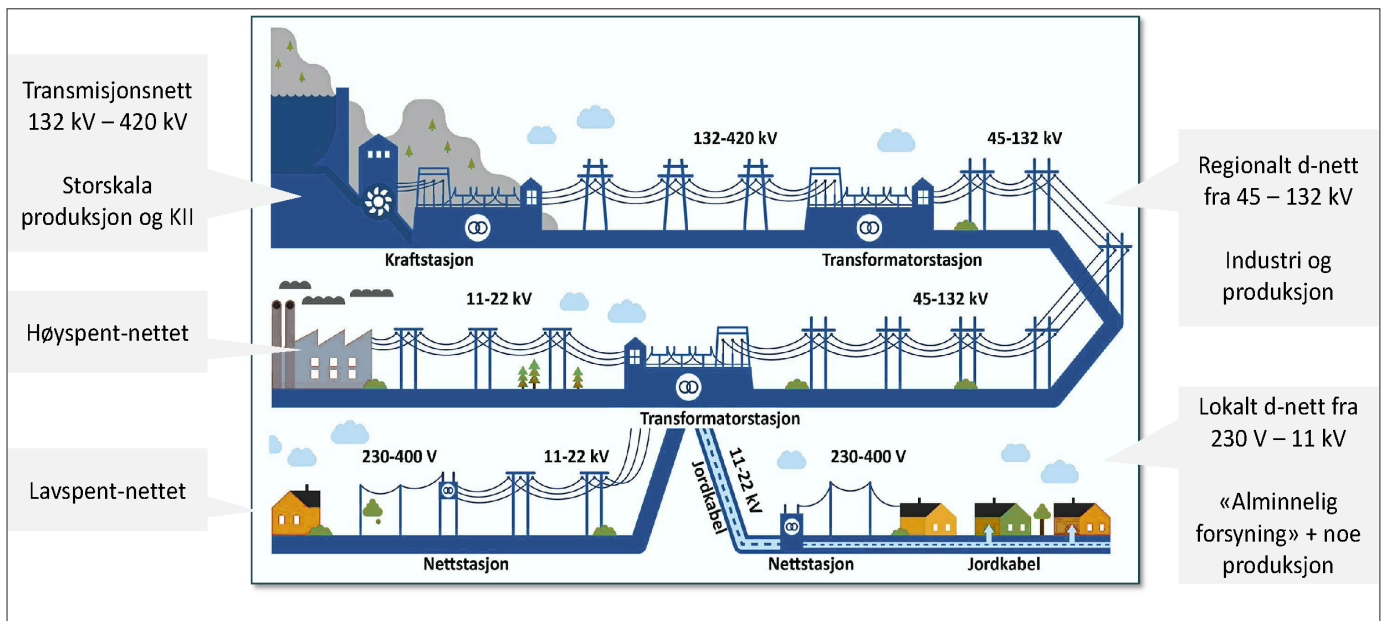 Transmisjonsnett
132 kV – 420 kV
Storskala
produksjon og KII
Høyspent-nettet
Lavspent-nettet
132-420 kV
45-132 kV
Kraftstasjon
Transformatorstasjon
11-22 kV
45-132 kV
Transformatorstasjon
230-400 V
11-22 kV
11-22 kV
Jordkabel
230-400 V
Nettstasjon
Nettstasjon
Jordkabel
Regionalt d-nett
fra 45 – 132 kV
Industri og
produksjon
Lokalt d-nett fra
230 V – 11 kV
«Alminnelig
forsyning» + noe
produksjon